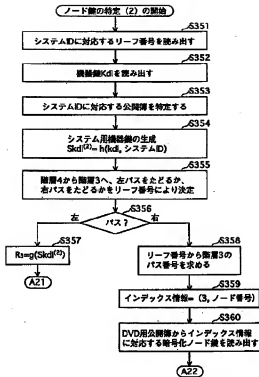 ノード鍵の特定（2）の開始
S351
システムIDに対応するリーフ番号を読み出す
S352
機器鍵Kdiを読み出す
S353
システムIDに対応する公開簿を特定する
S354
システム用機器鍵の生成
Skdi(2)=h(kdi, システムID)
S355
階層4から階層3へ、左パスをたどるか、
右パスをたどるかをリーフ番号により決定
S356
左
パス?
右
S357
R3=g(Skdi(2))
A21
S358
リーフ番号から階層3の
パス番号を求める
S359
インデックス情報=（3, ノード番号）
S360
DVD用公開簿からインデックス情報
に対応する暗号化ノード鍵を読み出す
A22